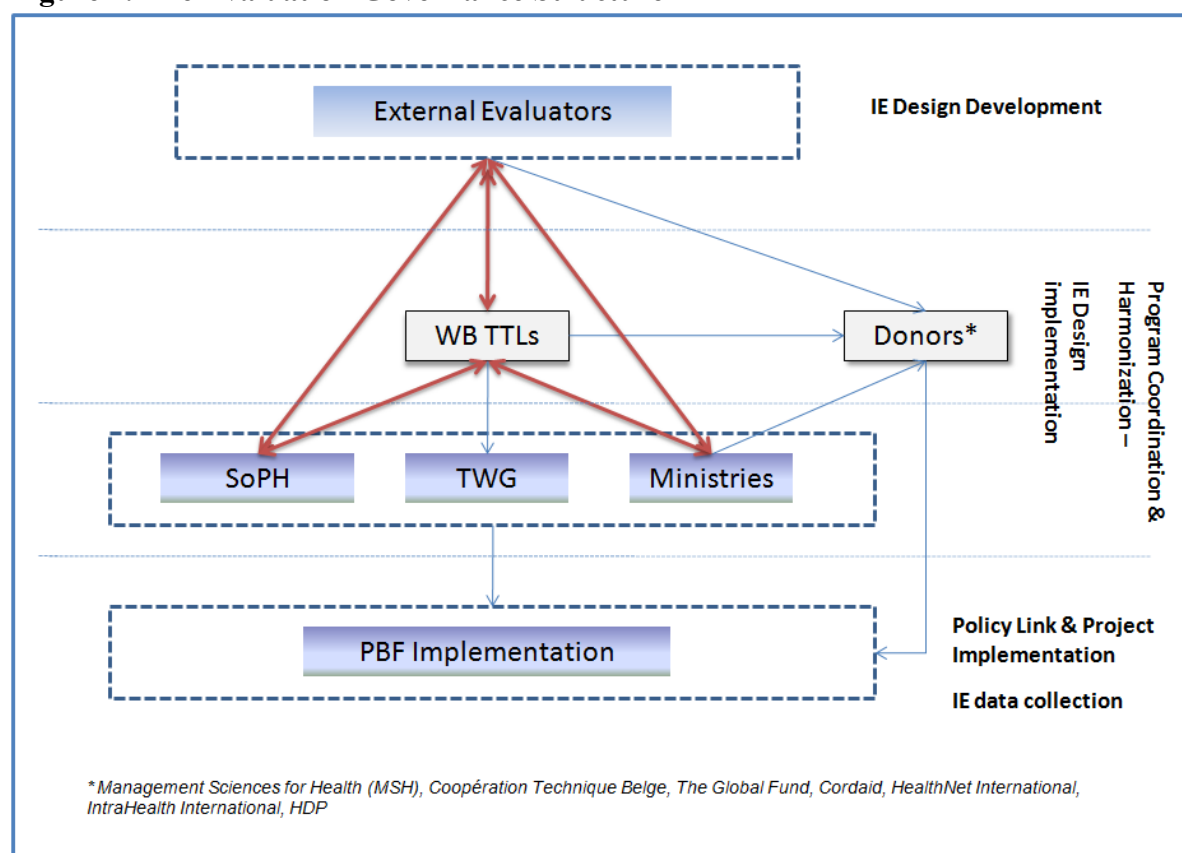 External Evaluators
IE Design Development
WB TTLs
Donors*
Program Coordination &
Harmonization –
IE Design
implementation
SoPH
TWG
Ministries
PBF Implementation
Policy Link & Project
Implementation
IE data collection
* Management Sciences for Health (MSH), Coopération Technique Belge, The Global Fund, Cordaid, HealthNet International,
IntraHealth International, HDP